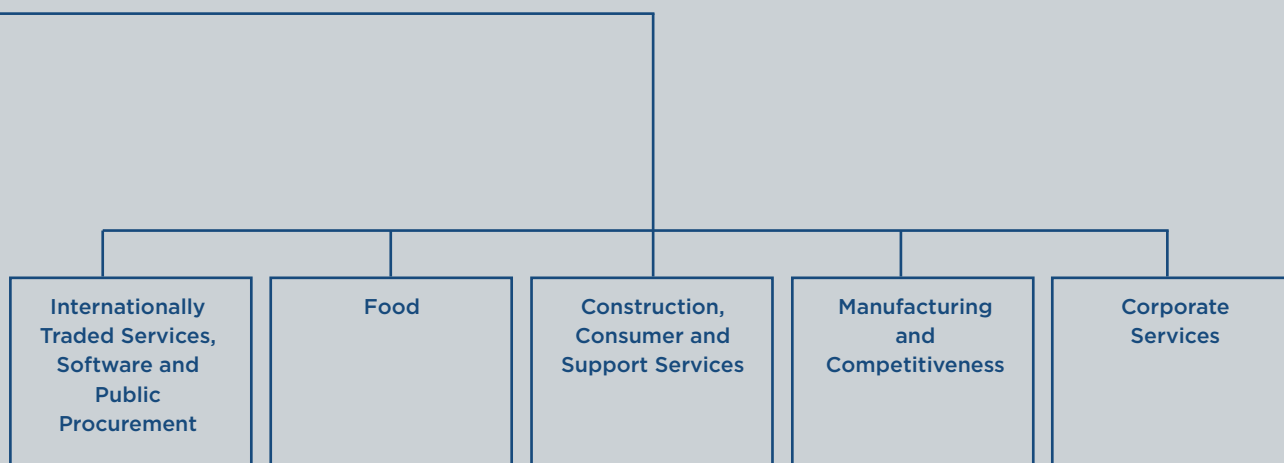 Internationally
Traded Services,
Software and
Public
Procurement
Food
Construction,
Consumer and
Support Services
Manufacturing
and
Competitiveness
Corporate
Services